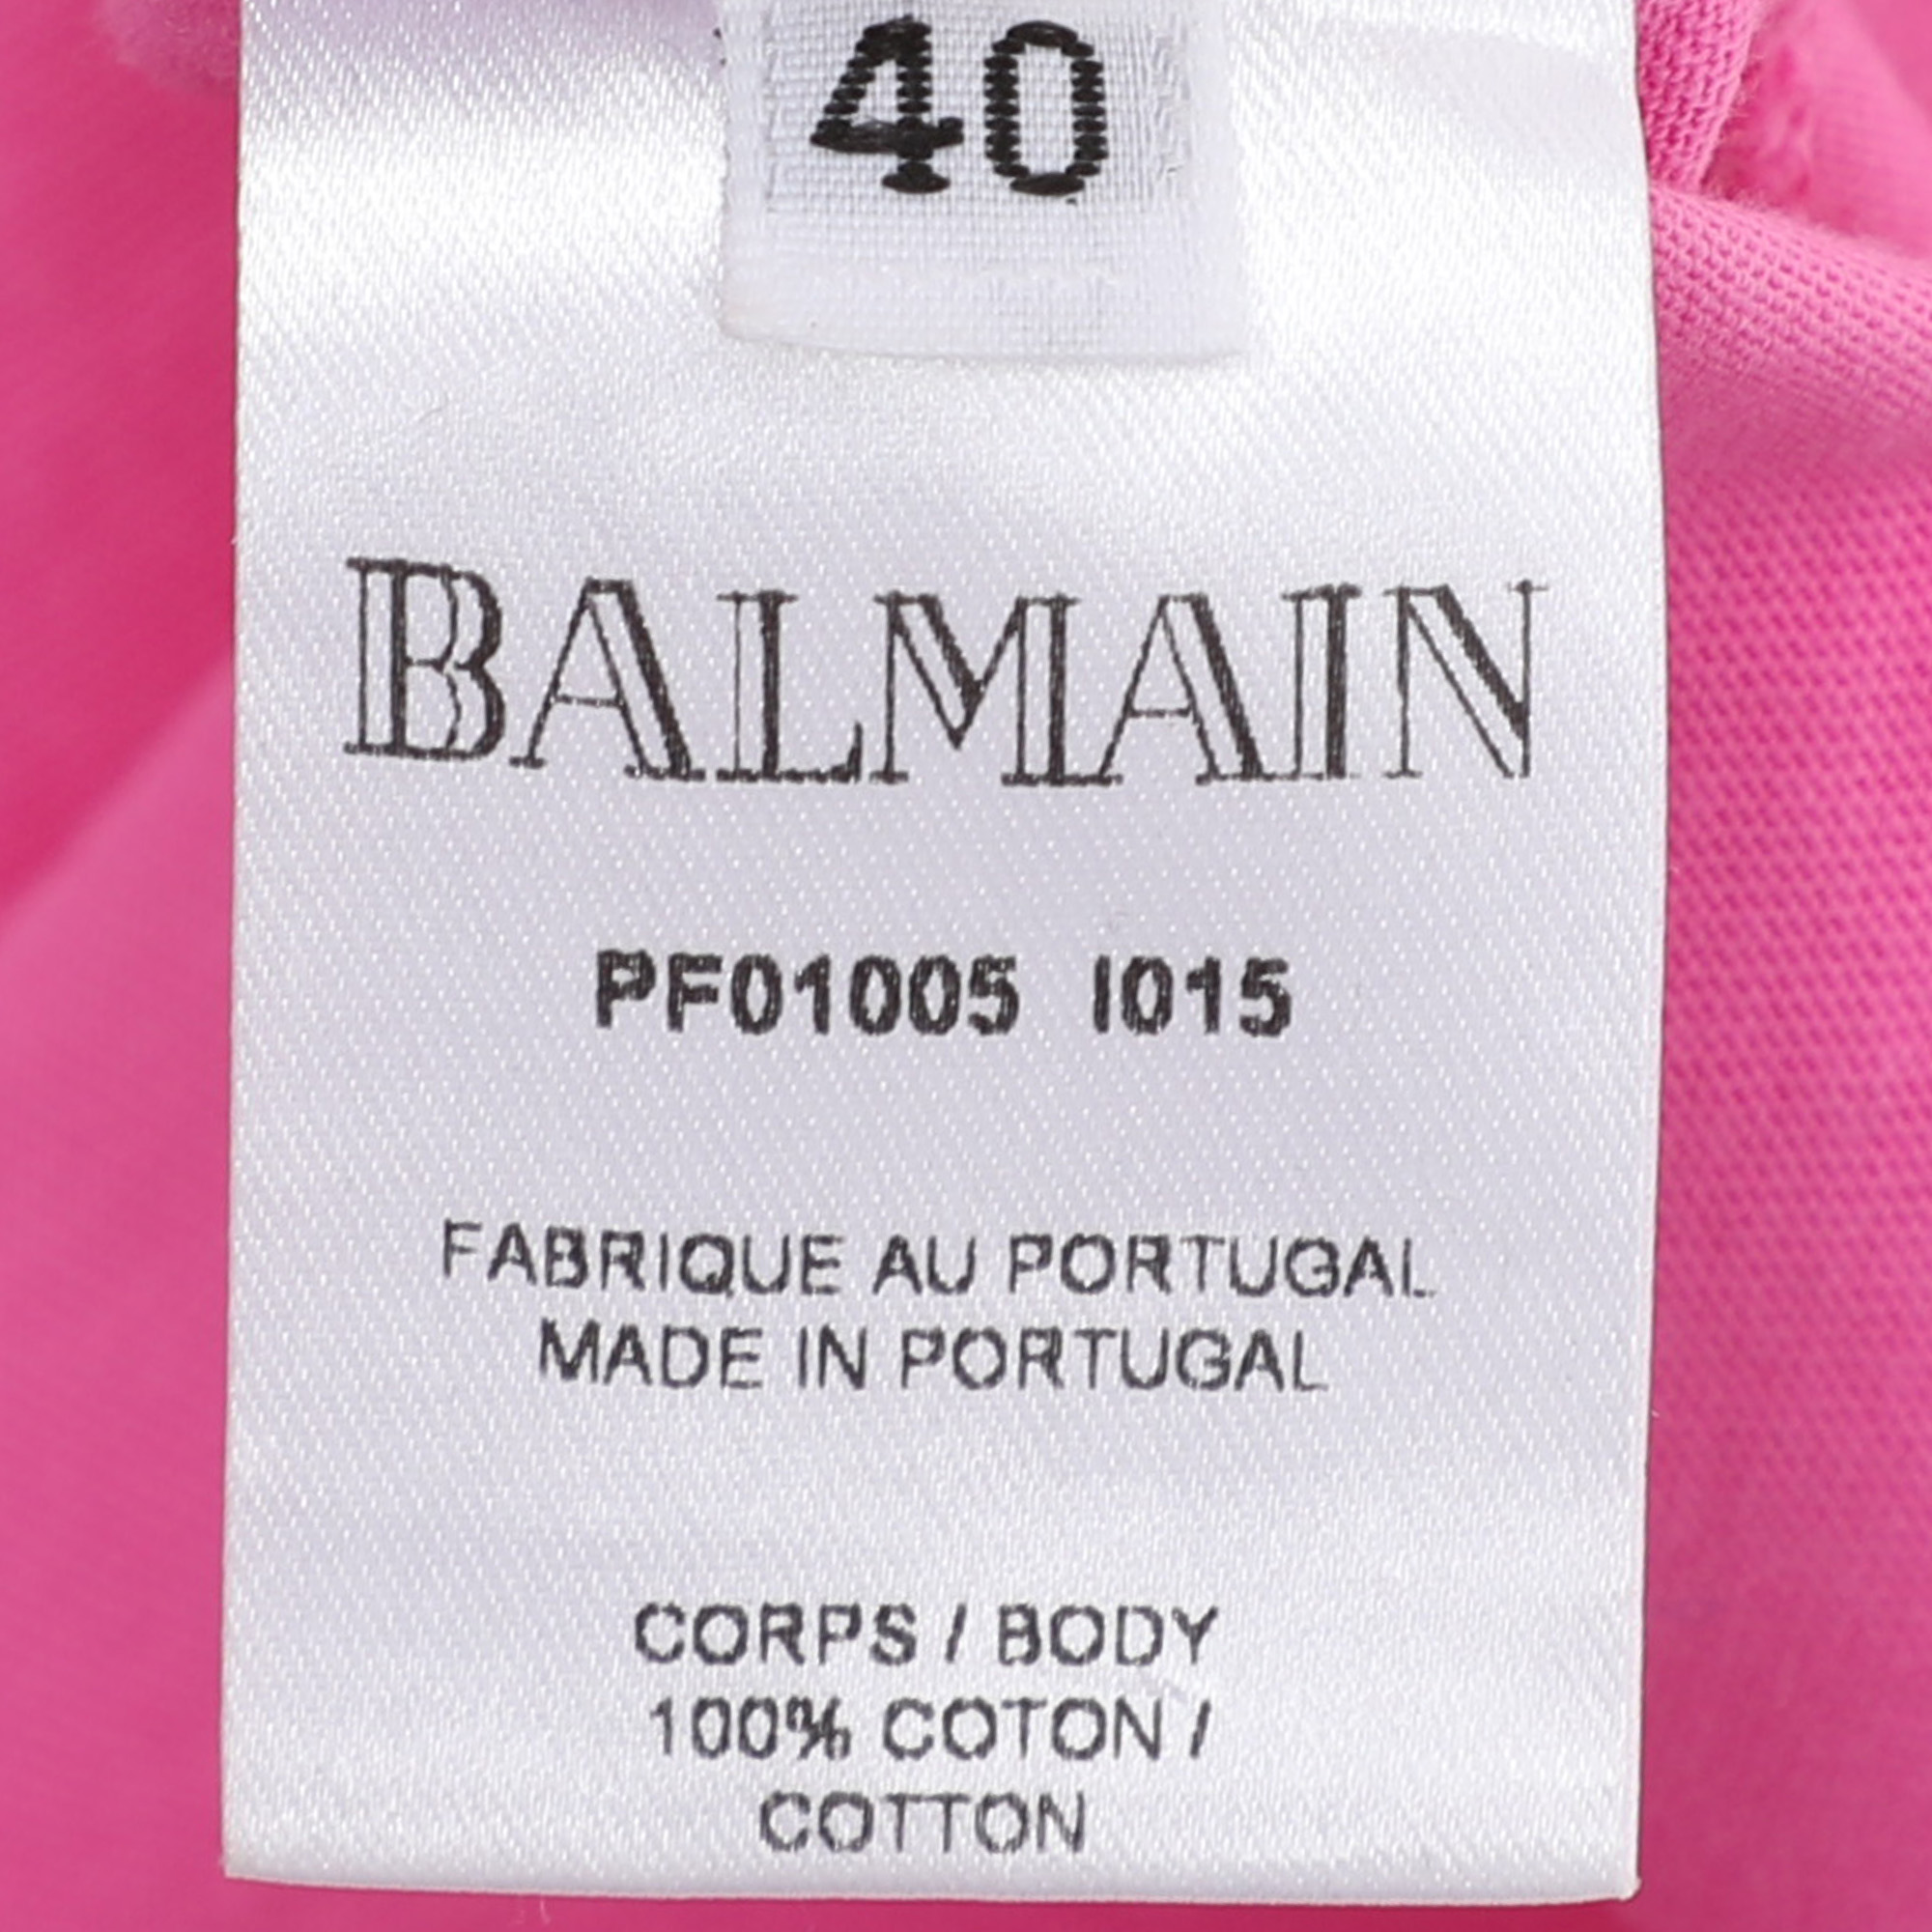 40
BALMAIN
PF01005 I015
FABRIQUE AU PORTUGAL
MADE IN PORTUGAL
CORPS / BODY
100% COTON /
COTTON